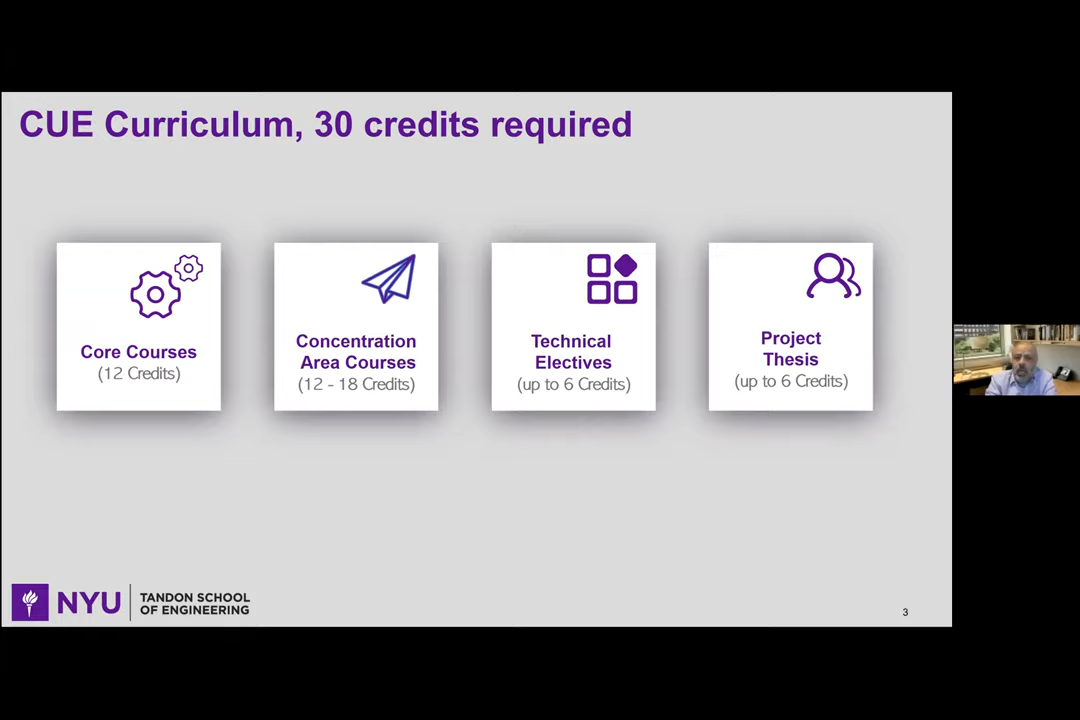 CUE Curriculum, 30 credits required
Core Courses
(12 Credits)
Concentration
Area Courses
(12 - 18 Credits)
Technical
Electives
(up to 6 Credits)
Project
Thesis
(up to 6 Credits)
NYU
TANDON SCHOOL
OF ENGINEERING
3